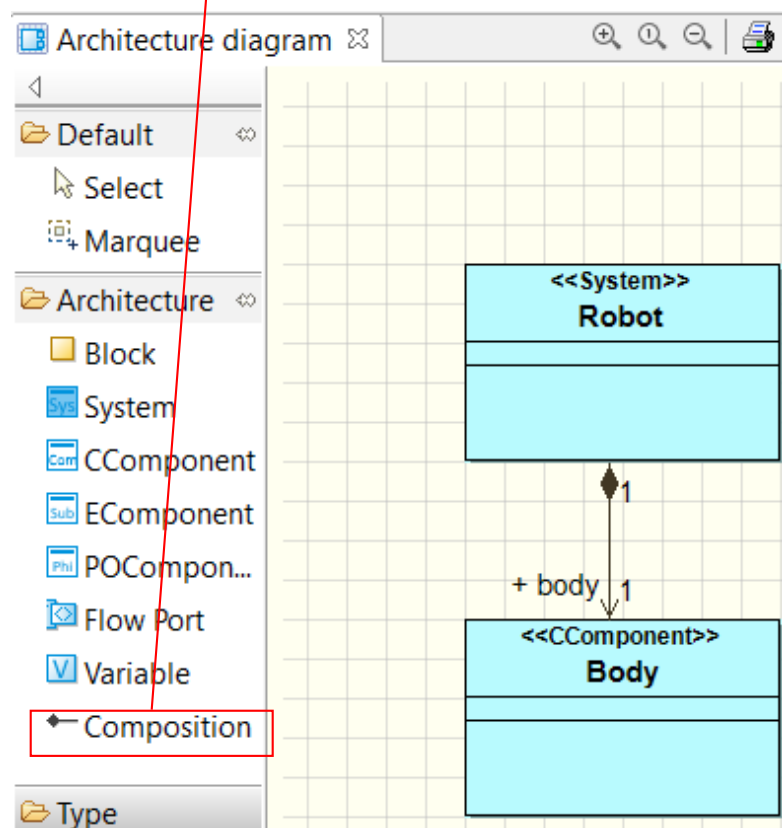 Architecture diagram
Default
Select
Marquee
Architecture
Block
Sys System
Com CComponent
Sub EComponent
Phi POCompon...
Flow Port
V Variable
Composition
Type
<<System>>
Robot
1
+ body
1
<<CComponent>>
Body